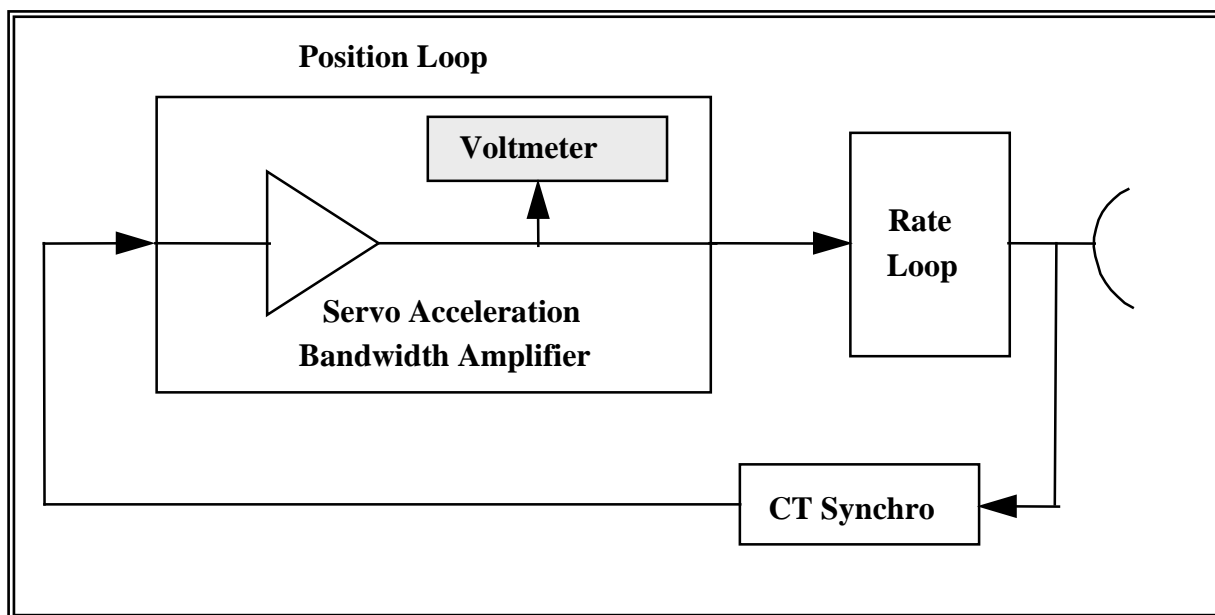 Position Loop
Voltmeter
Servo Acceleration
Bandwidth Amplifier
Rate
Loop
CT Synchro